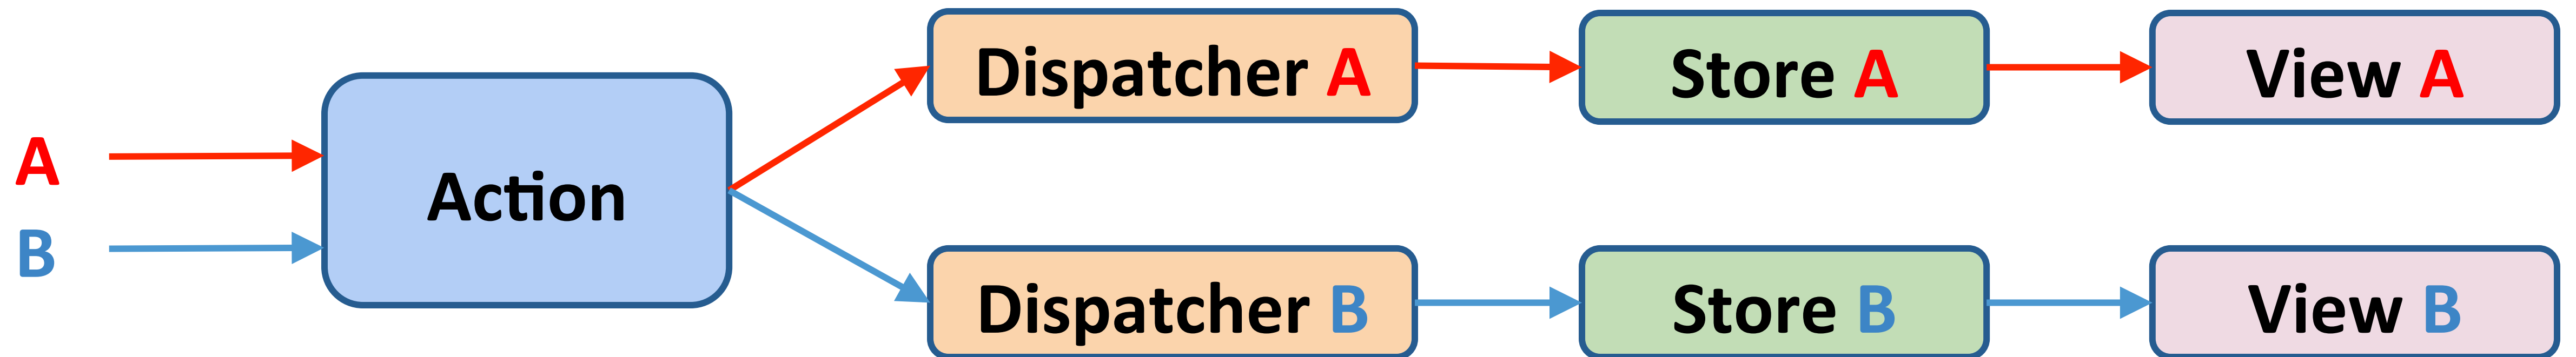 A
B
Action
Dispatcher A
Store A
View A
Dispatcher B
Store B
View B